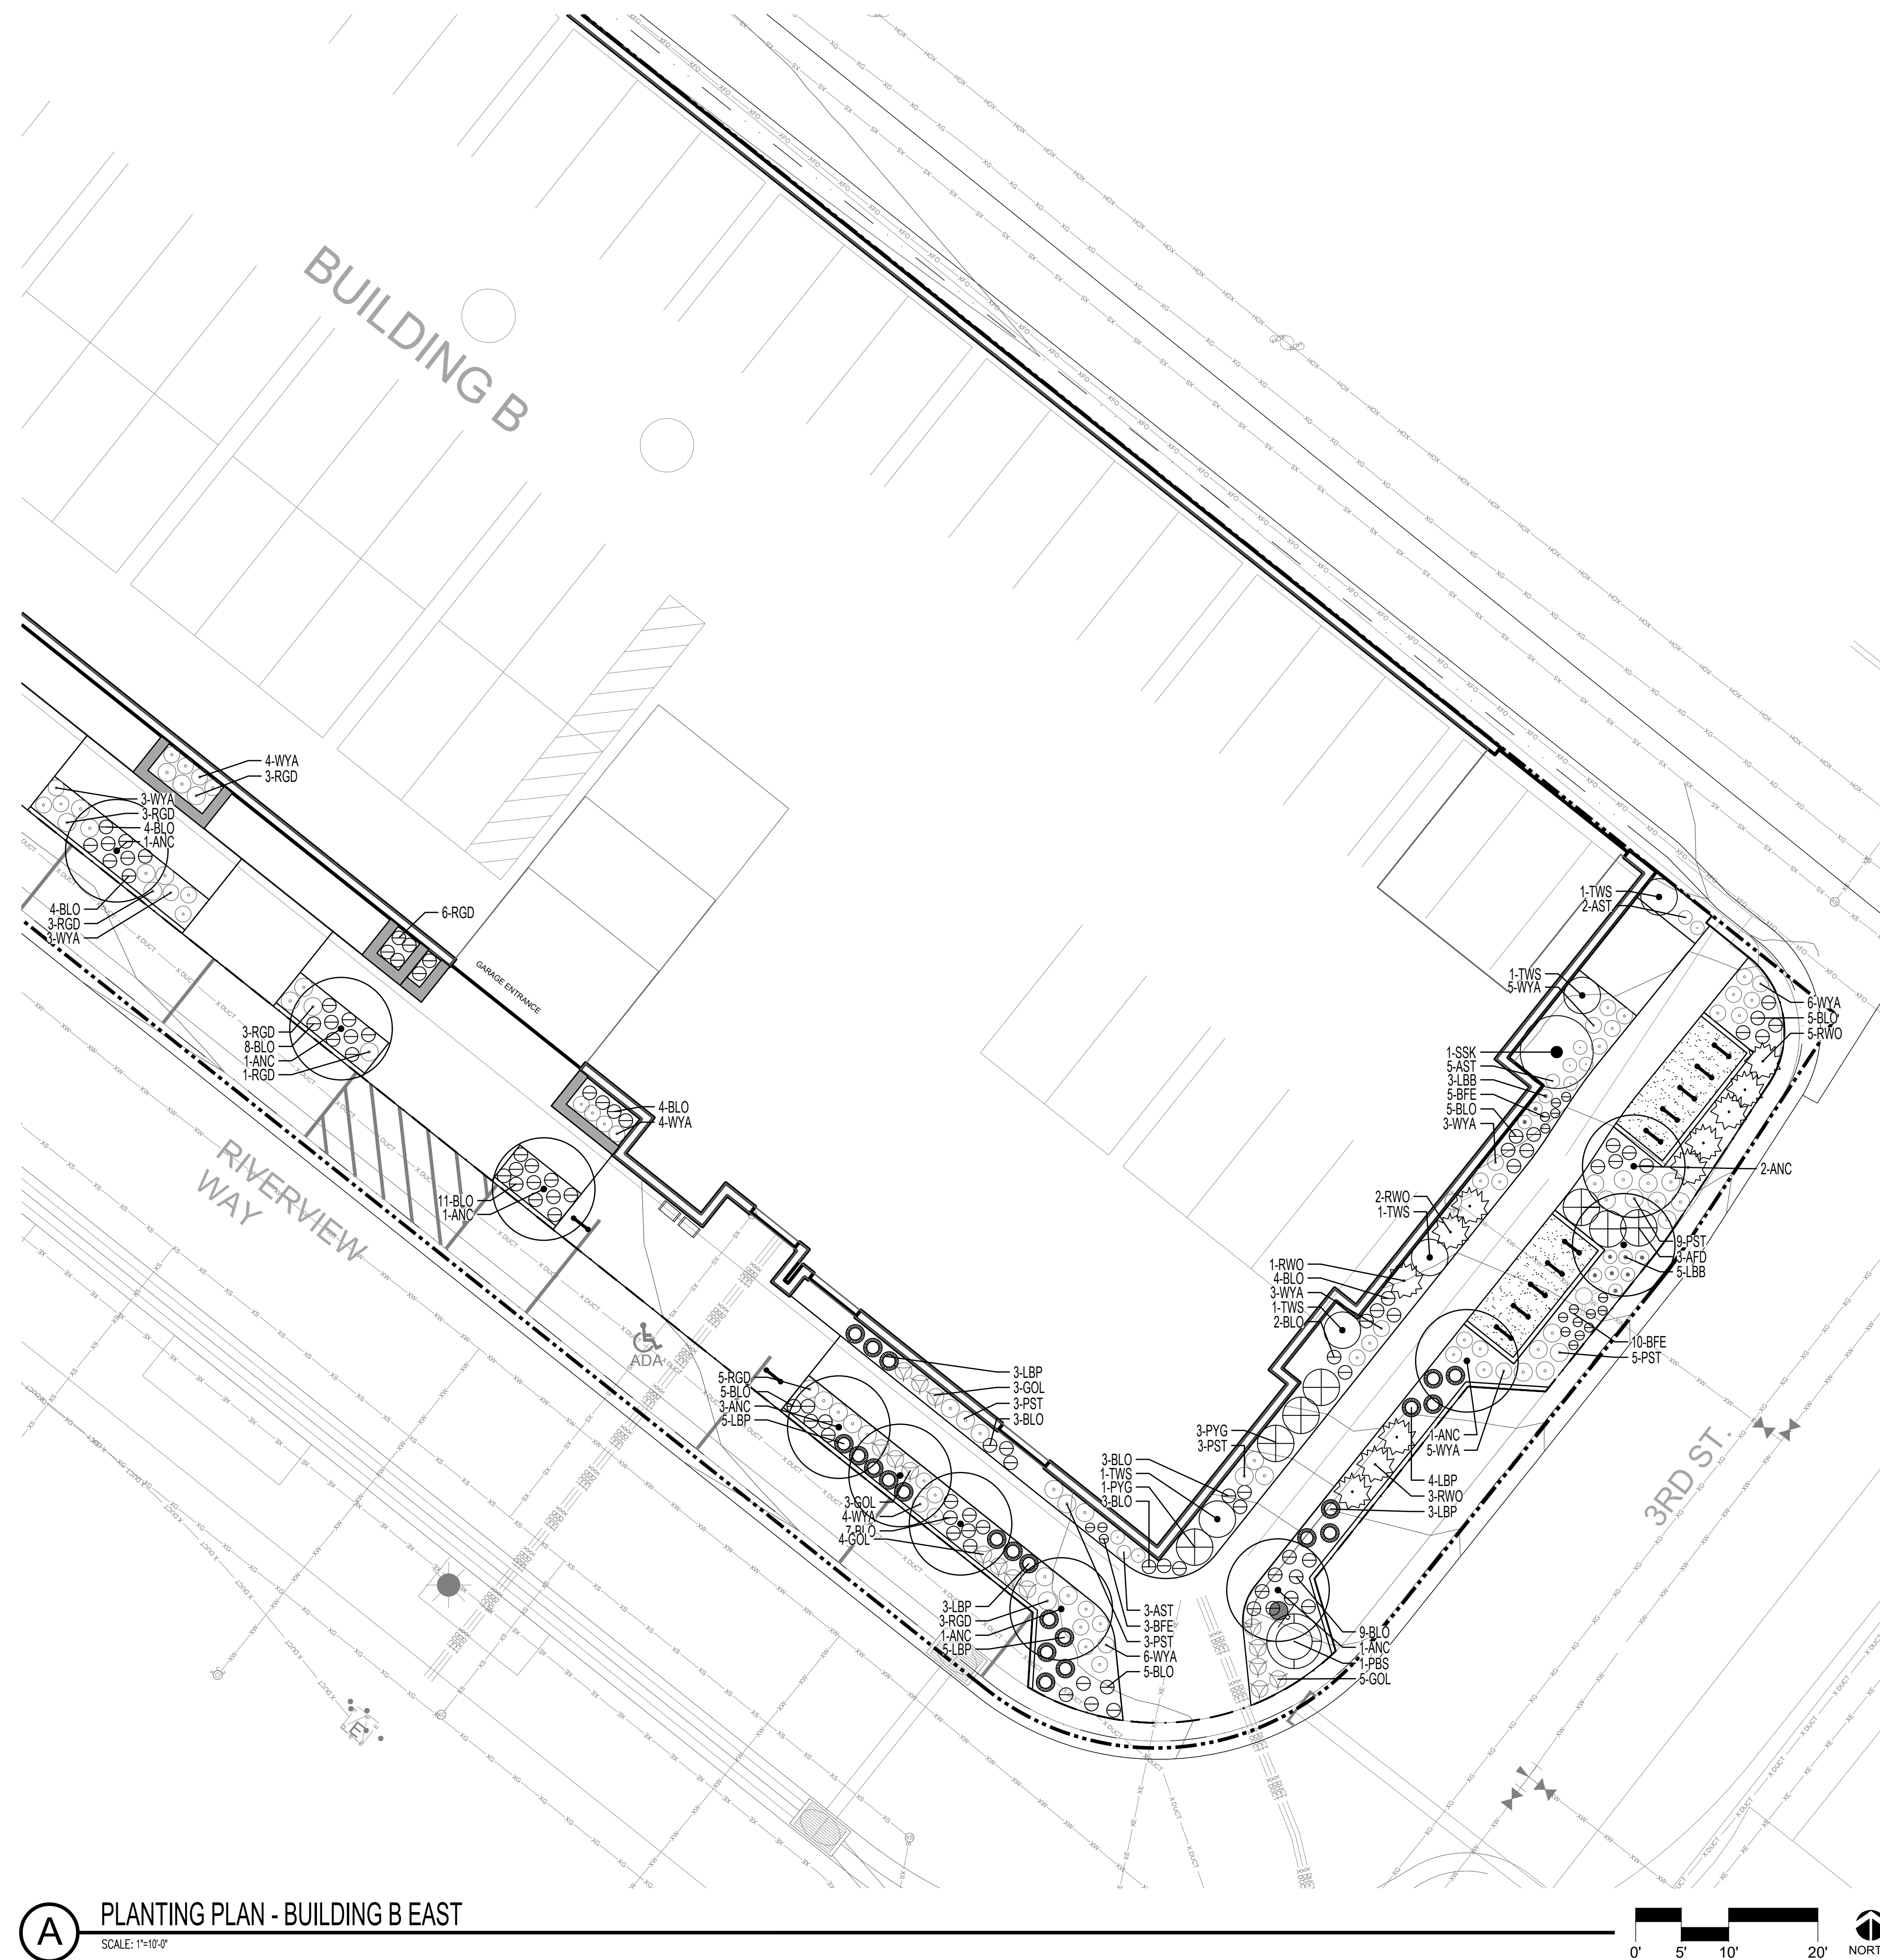 BUILDING B
4-WYA
3-RGD
3-WYA
3-RGD
4-BLO
1-ANC
4-BLO
3-RGD
3-WYA
6-RGD
GARAGE ENTRANCE
3-RGD
8-BLO
1-ANC
1-RGD
4-BLO
4-WYA
11-BLO
1-ANC
RIVERVIEW
WAY
ADA
5-RGD
5-BLO
3-ANC
5-LBP
3-LBP
3-GOL
3-PST
3-BLO
3-GOL
4-WYA
7-BLO
4-GOL
3-LBP
3-RGD
1-ANC
5-LBP
3-AST
3-BFE
3-PST
6-WYA
5-BLO
3-BLO
1-TWS
1-PYG
3-BLO
3-PYG
3-PST
1-RWO
4-BLO
3-WYA
1-TWS
2-BLO
2-RWO
1-TWS
1-SSK
5-AST
3-LBB
5-BFE
5-BLO
3-WYA
1-TWS
5-WYA
1-TWS
2-AST
6-WYA
5-BLO
5-RWO
2-ANC
9-PST
3-AFD
5-LBB
10-BFE
5-PST
1-ANC
5-WYA
4-LBP
3-RWO
3-LBP
9-BLO
1-ANC
1-PBS
5-GOL
3RD ST.
E
XFO
XG
XS
HOX
XW
XE
X DUCT
A
PLANTING PLAN - BUILDING B EAST
SCALE: 1"=10'-0"
0' 5' 10' 20'
NORT